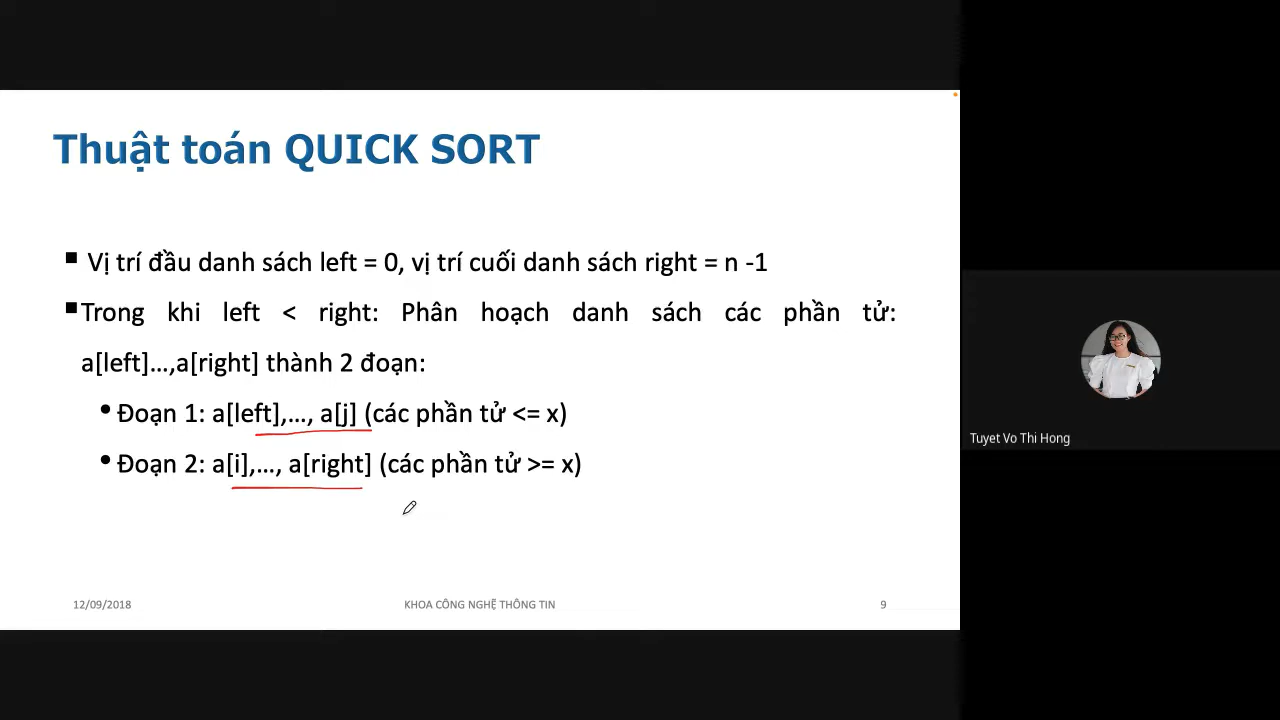 Thuật toán QUICK SORT
▪ Vị trí đầu danh sách left = 0, vị trí cuối danh sách right = n -1
▪ Trong khi left < right: Phân hoạch danh sách các phần tử:
a[left]...,a[right] thành 2 đoạn:
• Đoạn 1: a[left],..., a[j] (các phần tử <= x)
• Đoạn 2: a[i],..., a[right] (các phần tử >= x)
12/09/2018
KHOA CÔNG NGHỆ THÔNG TIN
9
Tuyet Vo Thi Hong